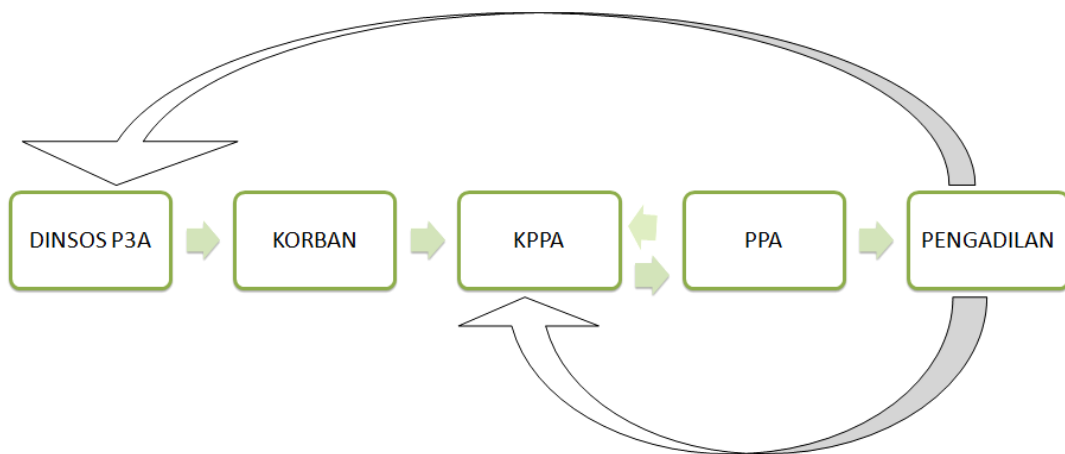 DINSOS P3A
KORBAN
KPPA
PPA
PENGADILAN